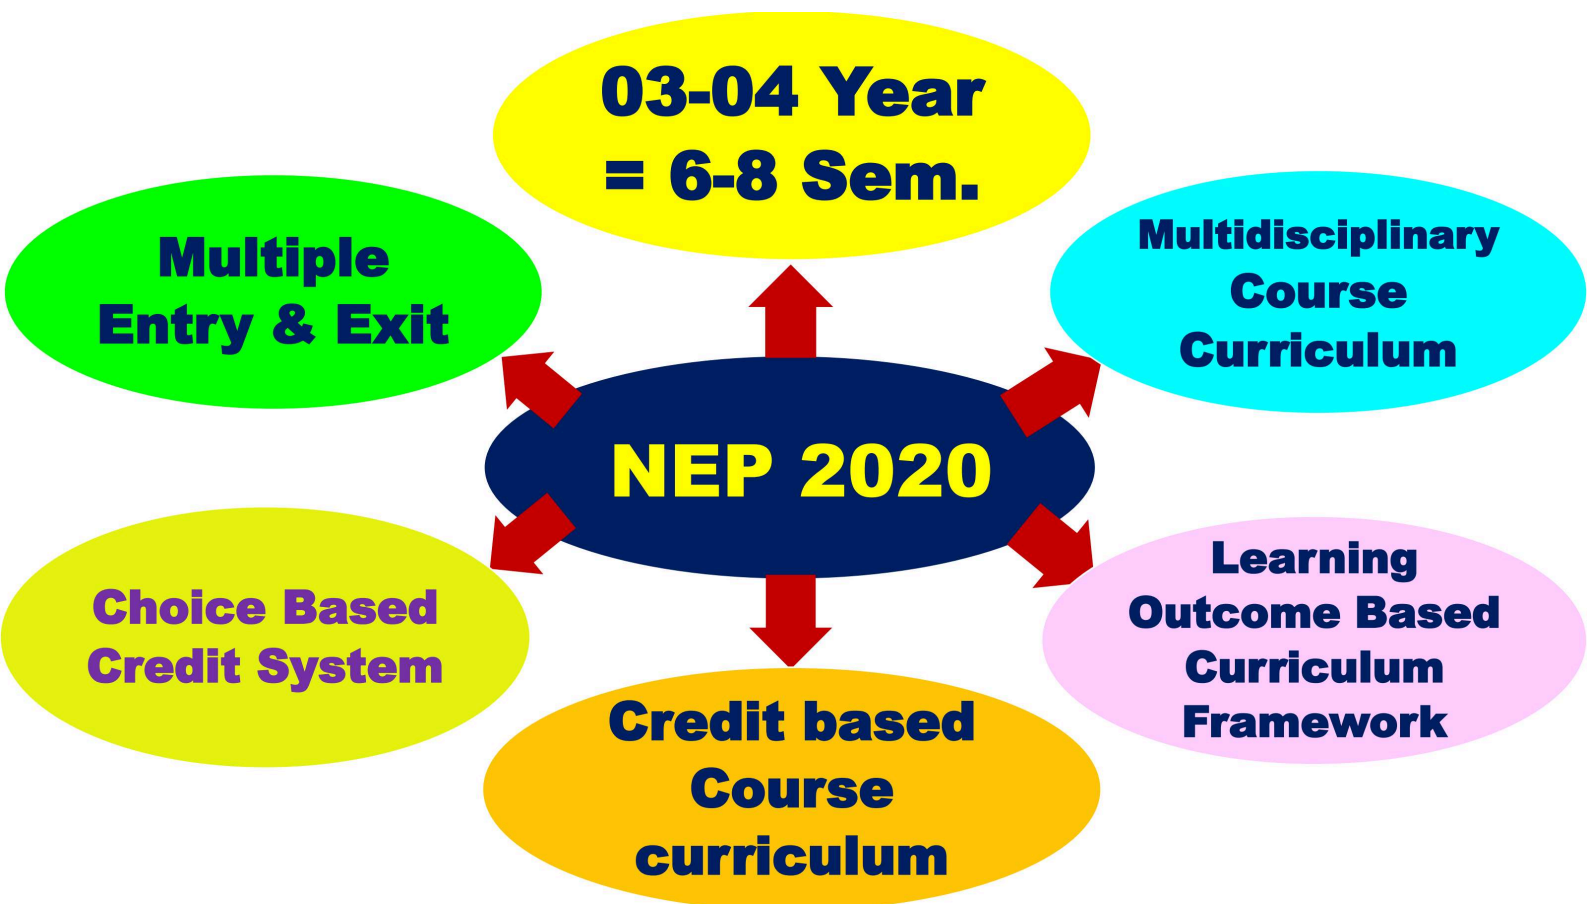 03-04 Year
= 6-8 Sem.
Multiple
Entry & Exit
Multidisciplinary
Course
Curriculum
NEP 2020
Choice Based
Credit System
Learning
Outcome Based
Curriculum
Framework
Credit based
Course
curriculum